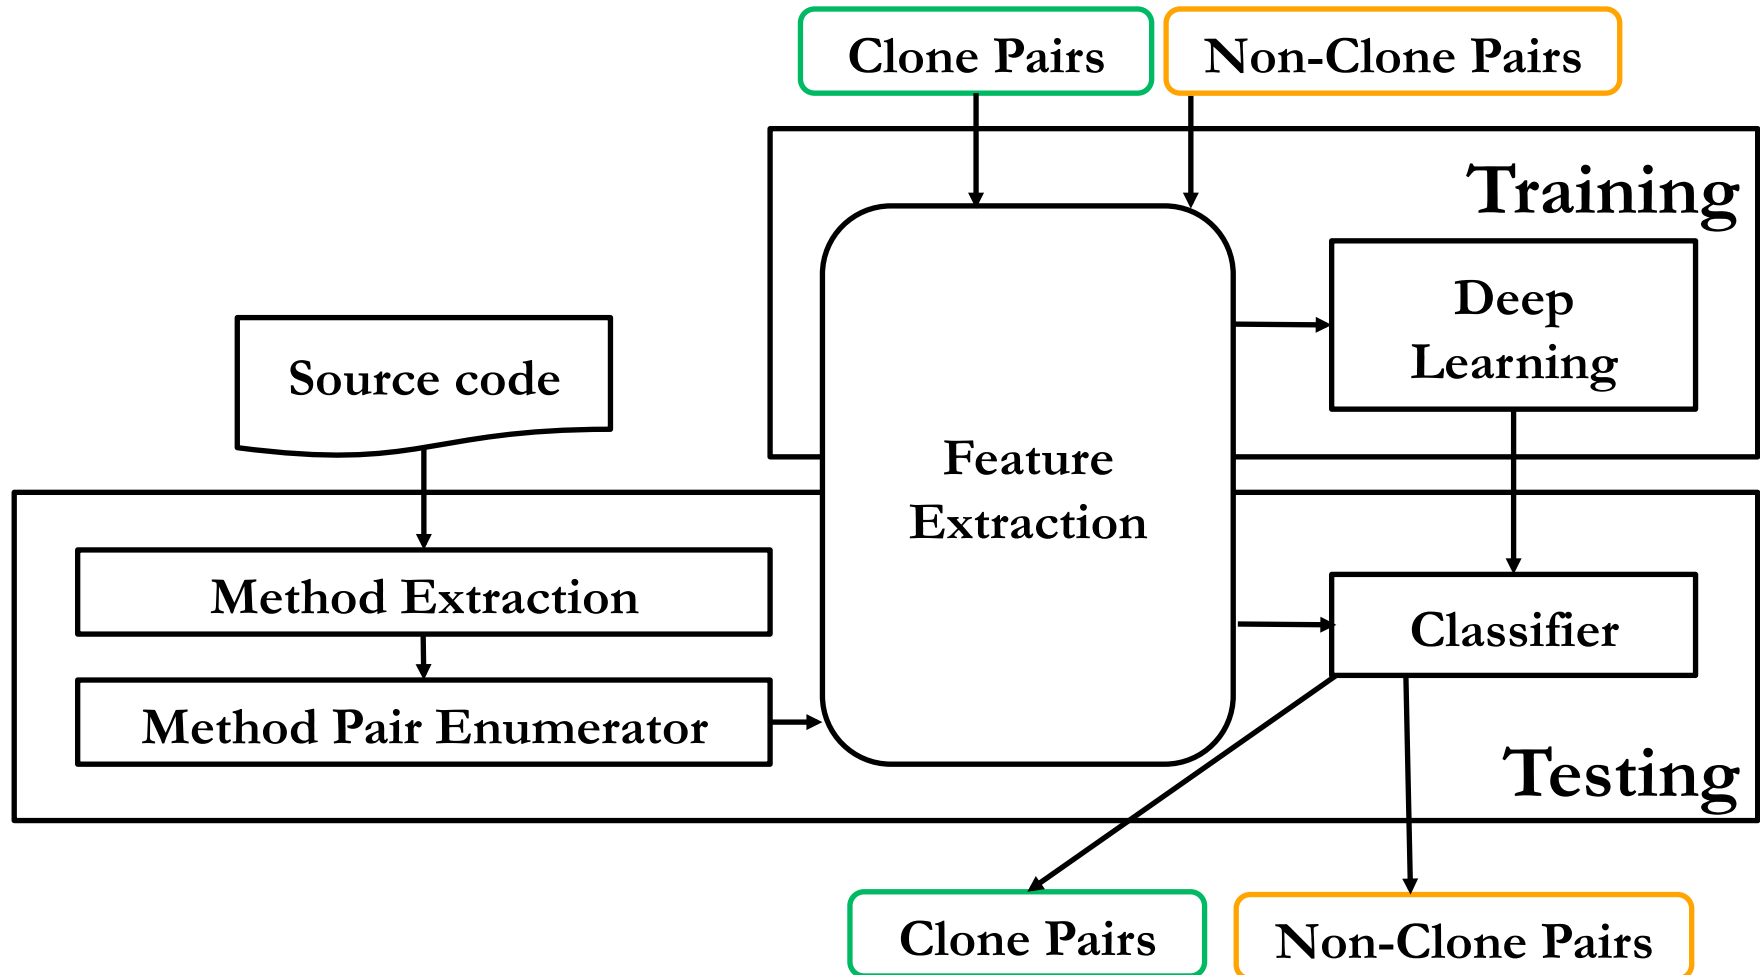 Clone Pairs
Non-Clone Pairs
Training
Deep
Learning
Source code
Feature
Extraction
Method Extraction
Classifier
Method Pair Enumerator
Testing
Clone Pairs
Non-Clone Pairs